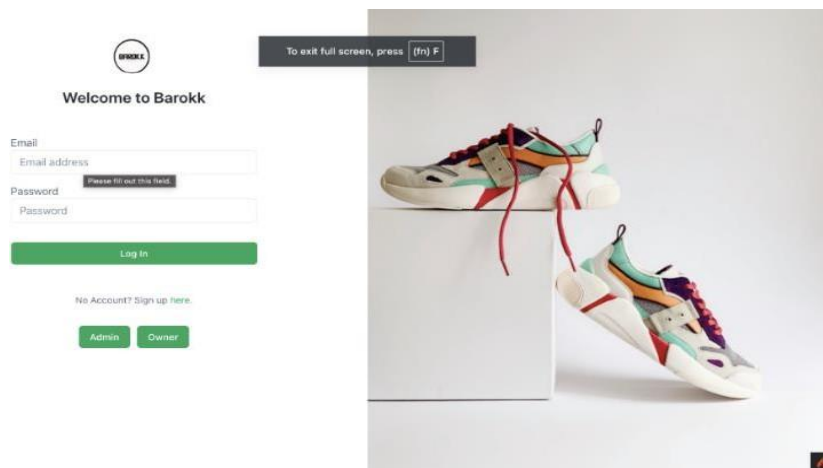 BAROKK
To exit full screen, press (fn) F
Welcome to Barokk
Email
Email address
Please fill out this field.
Password
Password
Log In
No Account? Sign up here.
Admin
Owner